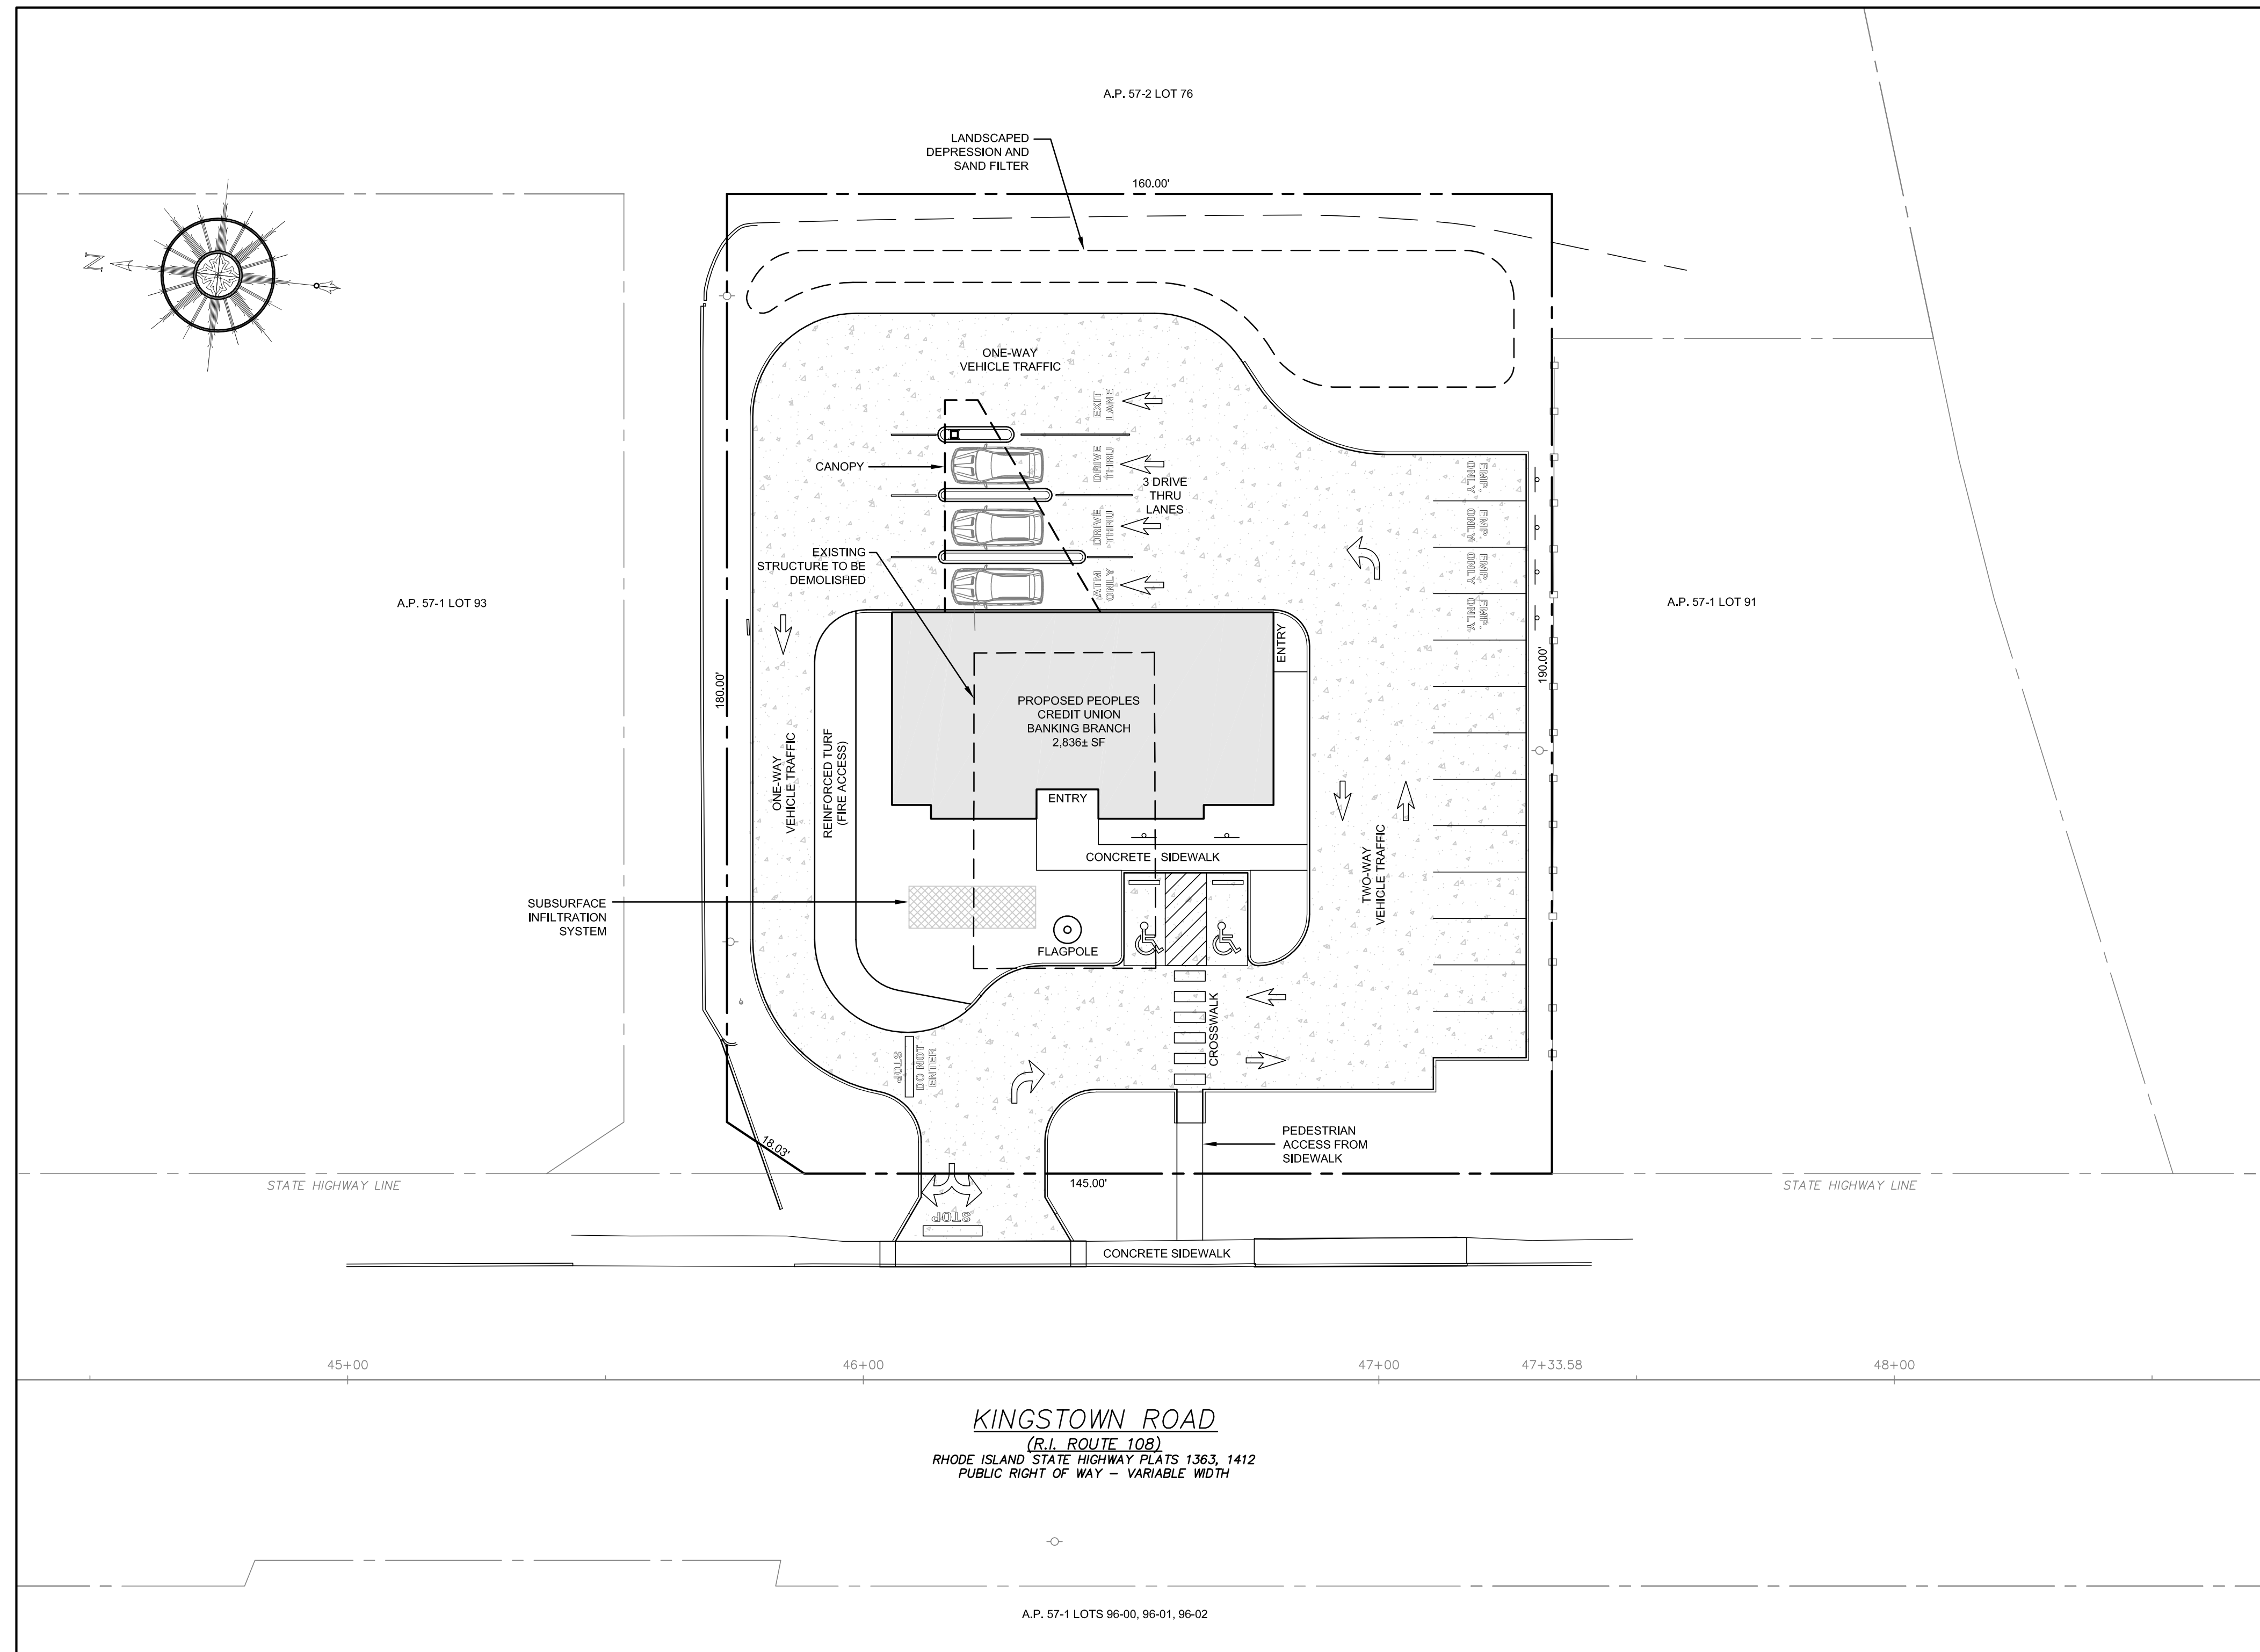 A.P. 57-2 LOT 76
LANDSCAPED
DEPRESSION AND
SAND FILTER
160.00'
N
ONE-WAY
VEHICLE TRAFFIC
EXIT
LANE
CANOPY
DRIVE
THRU
3 DRIVE
THRU
LANES
DRIVE
THRU
ATM
ONLY
EMP.
ONLY
EMP.
ONLY
EMP.
ONLY
EMP.
ONLY
EXISTING
STRUCTURE TO BE
DEMOLISHED
A.P. 57-1 LOT 93
A.P. 57-1 LOT 91
ENTRY
180.00'
190.00'
PROPOSED PEOPLES
CREDIT UNION
BANKING BRANCH
2,836± SF
ONE-WAY
VEHICLE TRAFFIC
REINFORCED TURF
(FIRE ACCESS)
ENTRY
CONCRETE SIDEWALK
TWO-WAY
VEHICLE TRAFFIC
SUBSURFACE
INFILTRATION
SYSTEM
FLAGPOLE
CROSSWALK
STOP
DO NOT
ENTER
PEDESTRIAN
ACCESS FROM
SIDEWALK
18.03'
145.00'
STATE HIGHWAY LINE
STATE HIGHWAY LINE
STOP
CONCRETE SIDEWALK
45+00
46+00
47+00
47+33.58
48+00
KINGSTOWN ROAD
(R.I. ROUTE 108)
RHODE ISLAND STATE HIGHWAY PLATS 1363, 1412
PUBLIC RIGHT OF WAY – VARIABLE WIDTH
A.P. 57-1 LOTS 96-00, 96-01, 96-02